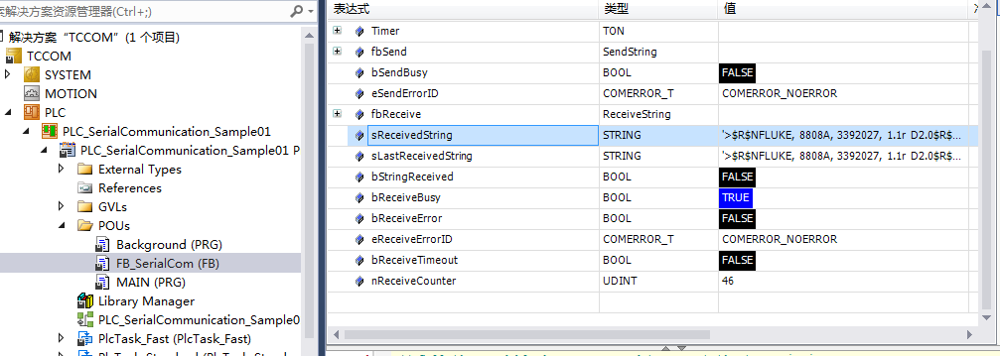 案解决方案资源管理器(Ctrl+;)
解决方案"TCCOM"(1 个项目)
TCCOM
SYSTEM
MOTION
PLC
PLC_SerialCommunication_Sample01
PLC_SerialCommunication_Sample01 P
External Types
References
GVLs
POUs
Background (PRG)
FB_SerialCom (FB)
MAIN (PRG)
Library Manager
PLC_SerialCommunication_Sample0
PlcTask_Fast (PlcTask_Fast)
表达式 类型 值
Timer TON
fbSend SendString
bSendBusy BOOL FALSE
eSendErrorID COMERROR_T COMERROR_NOERROR
fbReceive ReceiveString
sReceivedString STRING '>$R$NFLUKE, 8808A, 3392027, 1.1r D2.0$R$...
sLastReceivedString STRING '>$R$NFLUKE, 8808A, 3392027, 1.1r D2.0$R$...
bStringReceived BOOL FALSE
bReceiveBusy BOOL TRUE
bReceiveError BOOL FALSE
eReceiveErrorID COMERROR_T COMERROR_NOERROR
bReceiveTimeout BOOL FALSE
nReceiveCounter UDINT 46